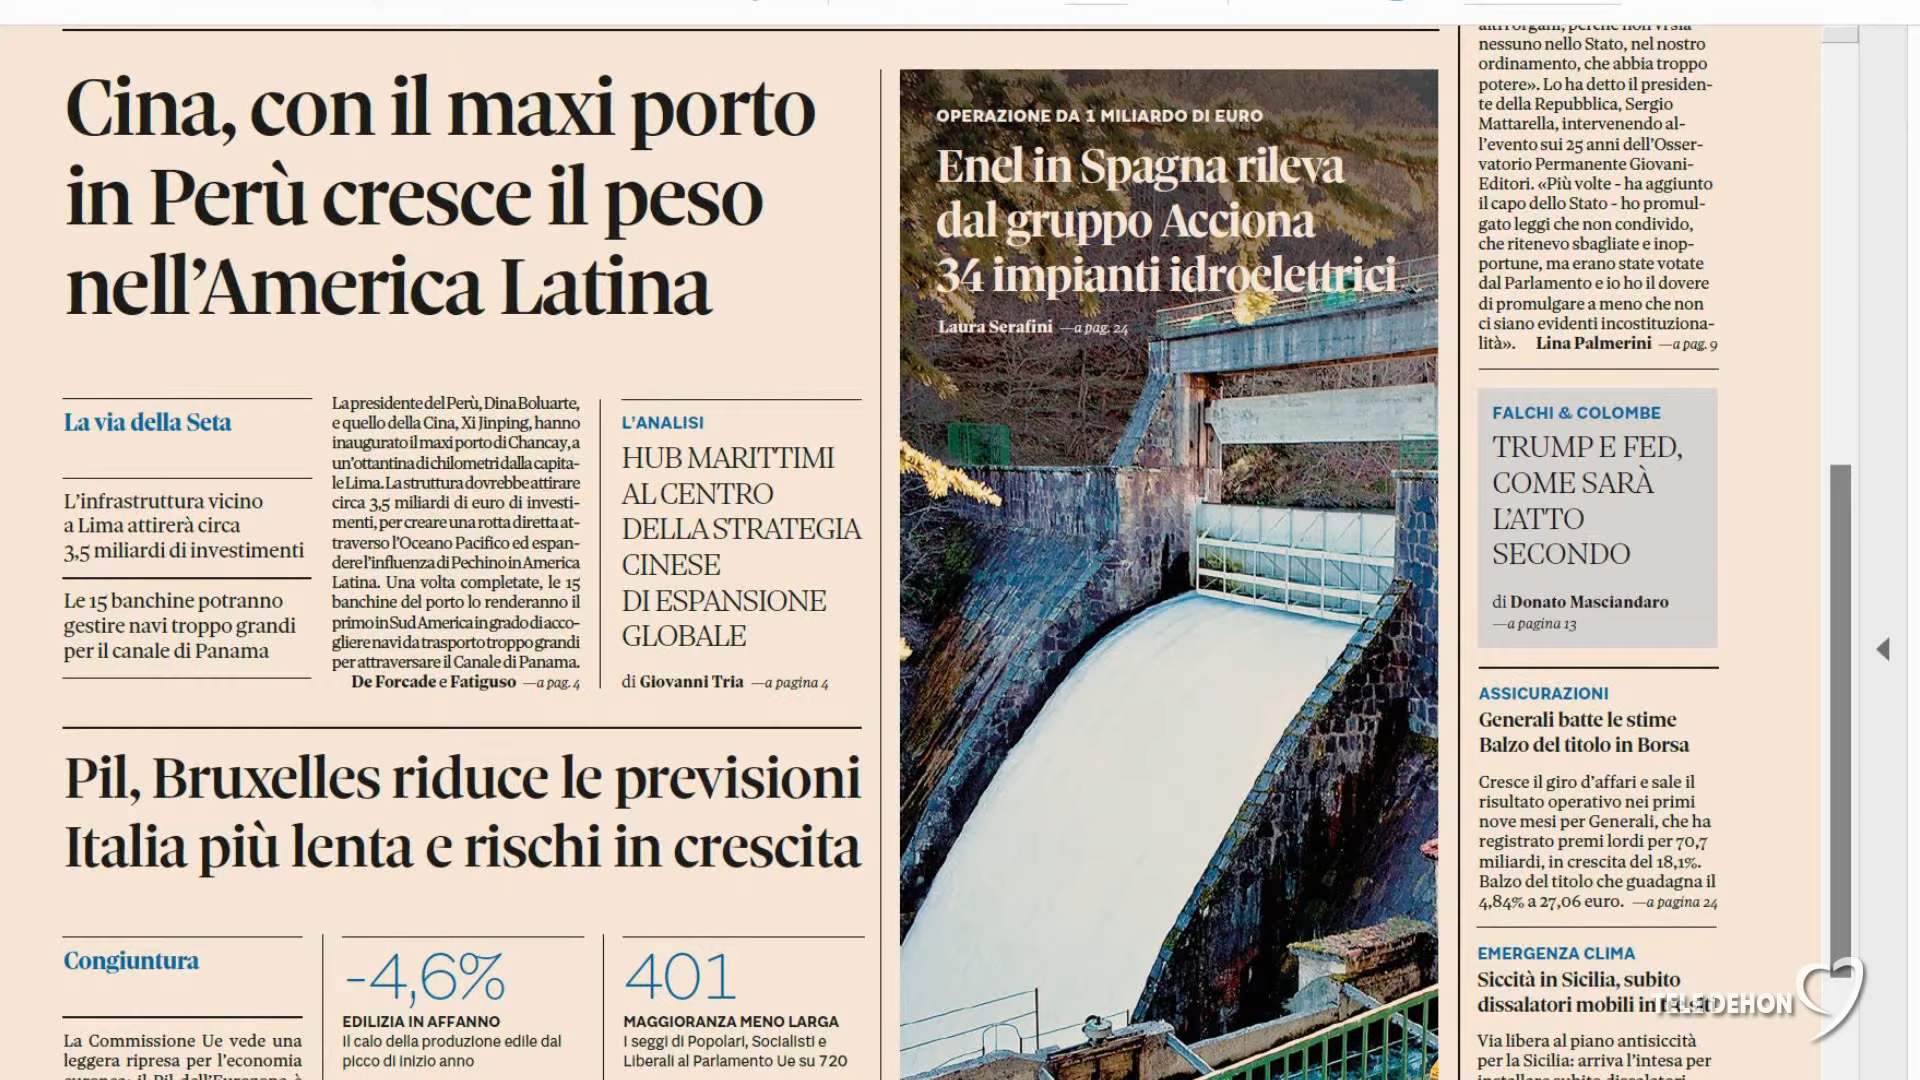 Cina, con il maxi porto
in Perù cresce il peso
nell'America Latina
La via della Seta
L'infrastruttura vicino
a Lima attirerà circa
3,5 miliardi di investimenti
Le 15 banchine potranno
gestire navi troppo grandi
per il canale di Panama
La presidente del Perù, Dina Boluarte,
e quello della Cina, Xi Jinping, hanno
inaugurato il maxi porto di Chancay, a
un'ottantina di chilometri dalla capita-
le Lima. La struttura dovrebbe attirare
circa 3,5 miliardi di euro di investi-
menti, per creare una rotta diretta at-
traverso l'Oceano Pacifico ed espan-
dere l'influenza di Pechino in America
Latina. Una volta completate, le 15
banchine del porto lo renderanno il
primo in Sud America in grado di acco-
gliere navi da trasporto troppo grandi
per attraversare il Canale di Panama.
De Forcade e Fatiguso —a pag. 4
L'ANALISI
HUB MARITTIMI
AL CENTRO
DELLA STRATEGIA
CINESE
DI ESPANSIONE
GLOBALE
di Giovanni Tria —a pagina 4
Pil, Bruxelles riduce le previsioni
Italia più lenta e rischi in crescita
Congiuntura
La Commissione Ue vede una
leggera ripresa per l'economia
europea: il Pil dell'Eurozona è
-4,6%
EDILIZIA IN AFFANNO
Il calo della produzione edile dal
picco di inizio anno
401
MAGGIORANZA MENO LARGA
I seggi di Popolari, Socialisti e
Liberali al Parlamento Ue su 720
OPERAZIONE DA 1 MILIARDO DI EURO
Enel in Spagna rileva
dal gruppo Acciona
34 impianti idroelettrici
Laura Serafini —a pag. 24
altri organi, perché non vi sia
nessuno nello Stato, nel nostro
ordinamento, che abbia troppo
potere». Lo ha detto il presiden-
te della Repubblica, Sergio
Mattarella, intervenendo al-
l'evento sui 25 anni dell'Osser-
vatorio Permanente Giovani-
Editori. «Più volte - ha aggiunto
il capo dello Stato - ho promul-
gato leggi che non condivido,
che ritenevo sbagliate e inop-
portune, ma erano state votate
dal Parlamento e io ho il dovere
di promulgare a meno che non
ci siano evidenti incostituziona-
lità». Lina Palmerini —a pag. 9
FALCHI & COLOMBE
TRUMP E FED,
COME SARÀ
L'ATTO
SECONDO
di Donato Masciandaro
—a pagina 13
ASSICURAZIONI
Generali batte le stime
Balzo del titolo in Borsa
Cresce il giro d'affari e sale il
risultato operativo nei primi
nove mesi per Generali, che ha
registrato premi lordi per 70,7
miliardi, in crescita del 18,1%.
Balzo del titolo che guadagna il
4,84% a 27,06 euro. —a pagina 24
EMERGENZA CLIMA
Siccità in Sicilia, subito
dissalatori mobili in
TELE DEHON
Via libera al piano antisiccità
per la Sicilia: arriva l'intesa per
installare subito dissalatori